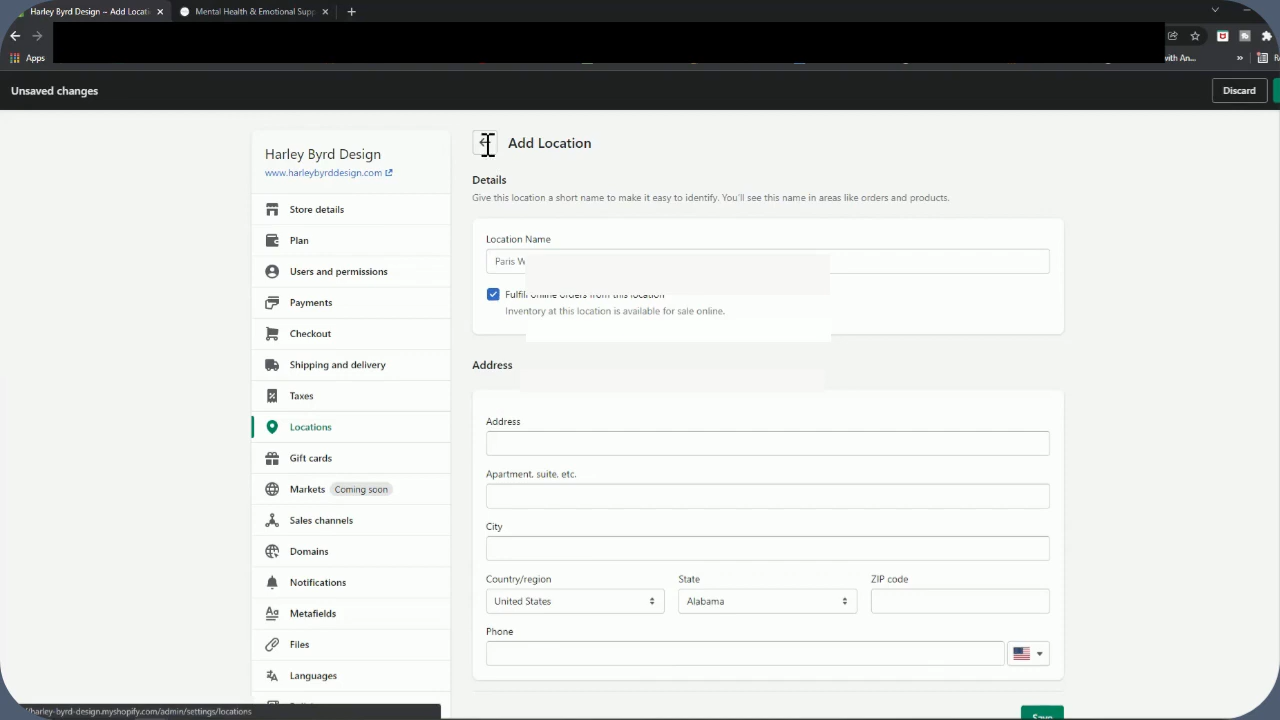 Harley Byrd Design ~ Add Locati
Mental Health & Emotional Supp
Apps
with An...
Unsaved changes
Discard
Harley Byrd Design
www.harleybyrddesign.com
Store details
Plan
Users and permissions
Payments
Checkout
Shipping and delivery
Taxes
Locations
Gift cards
Markets
Coming soon
Sales channels
Domains
Notifications
Metafields
Files
Languages
Add Location
Details
Give this location a short name to make it easy to identify. You'll see this name in areas like orders and products.
Location Name
Paris W
Fulfill online orders from this location
Inventory at this location is available for sale online.
Address
Address
Apartment, suite, etc.
City
Country/region
State
ZIP code
United States
Alabama
Phone
Save
//harley-byrd-design.myshopify.com/admin/settings/locations